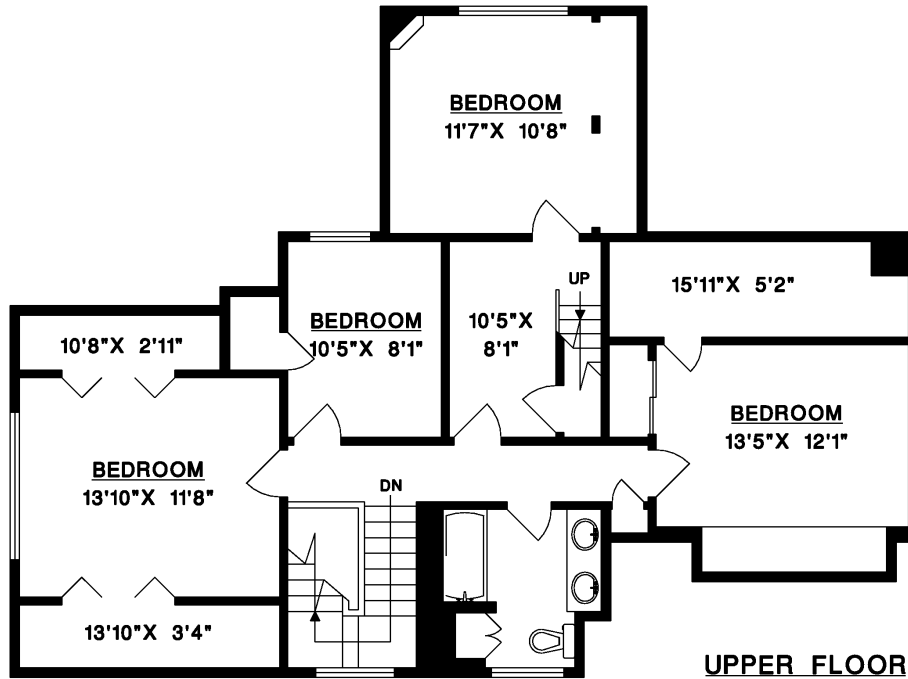 BEDROOM
11'7"X 10'8"
UP
15'11"X 5'2"
BEDROOM
10'5"X 8'1"
10'5"X
8'1"
10'8"X 2'11"
BEDROOM
13'5"X 12'1"
BEDROOM
13'10"X 11'8"
DN
13'10"X 3'4"
UPPER FLOOR